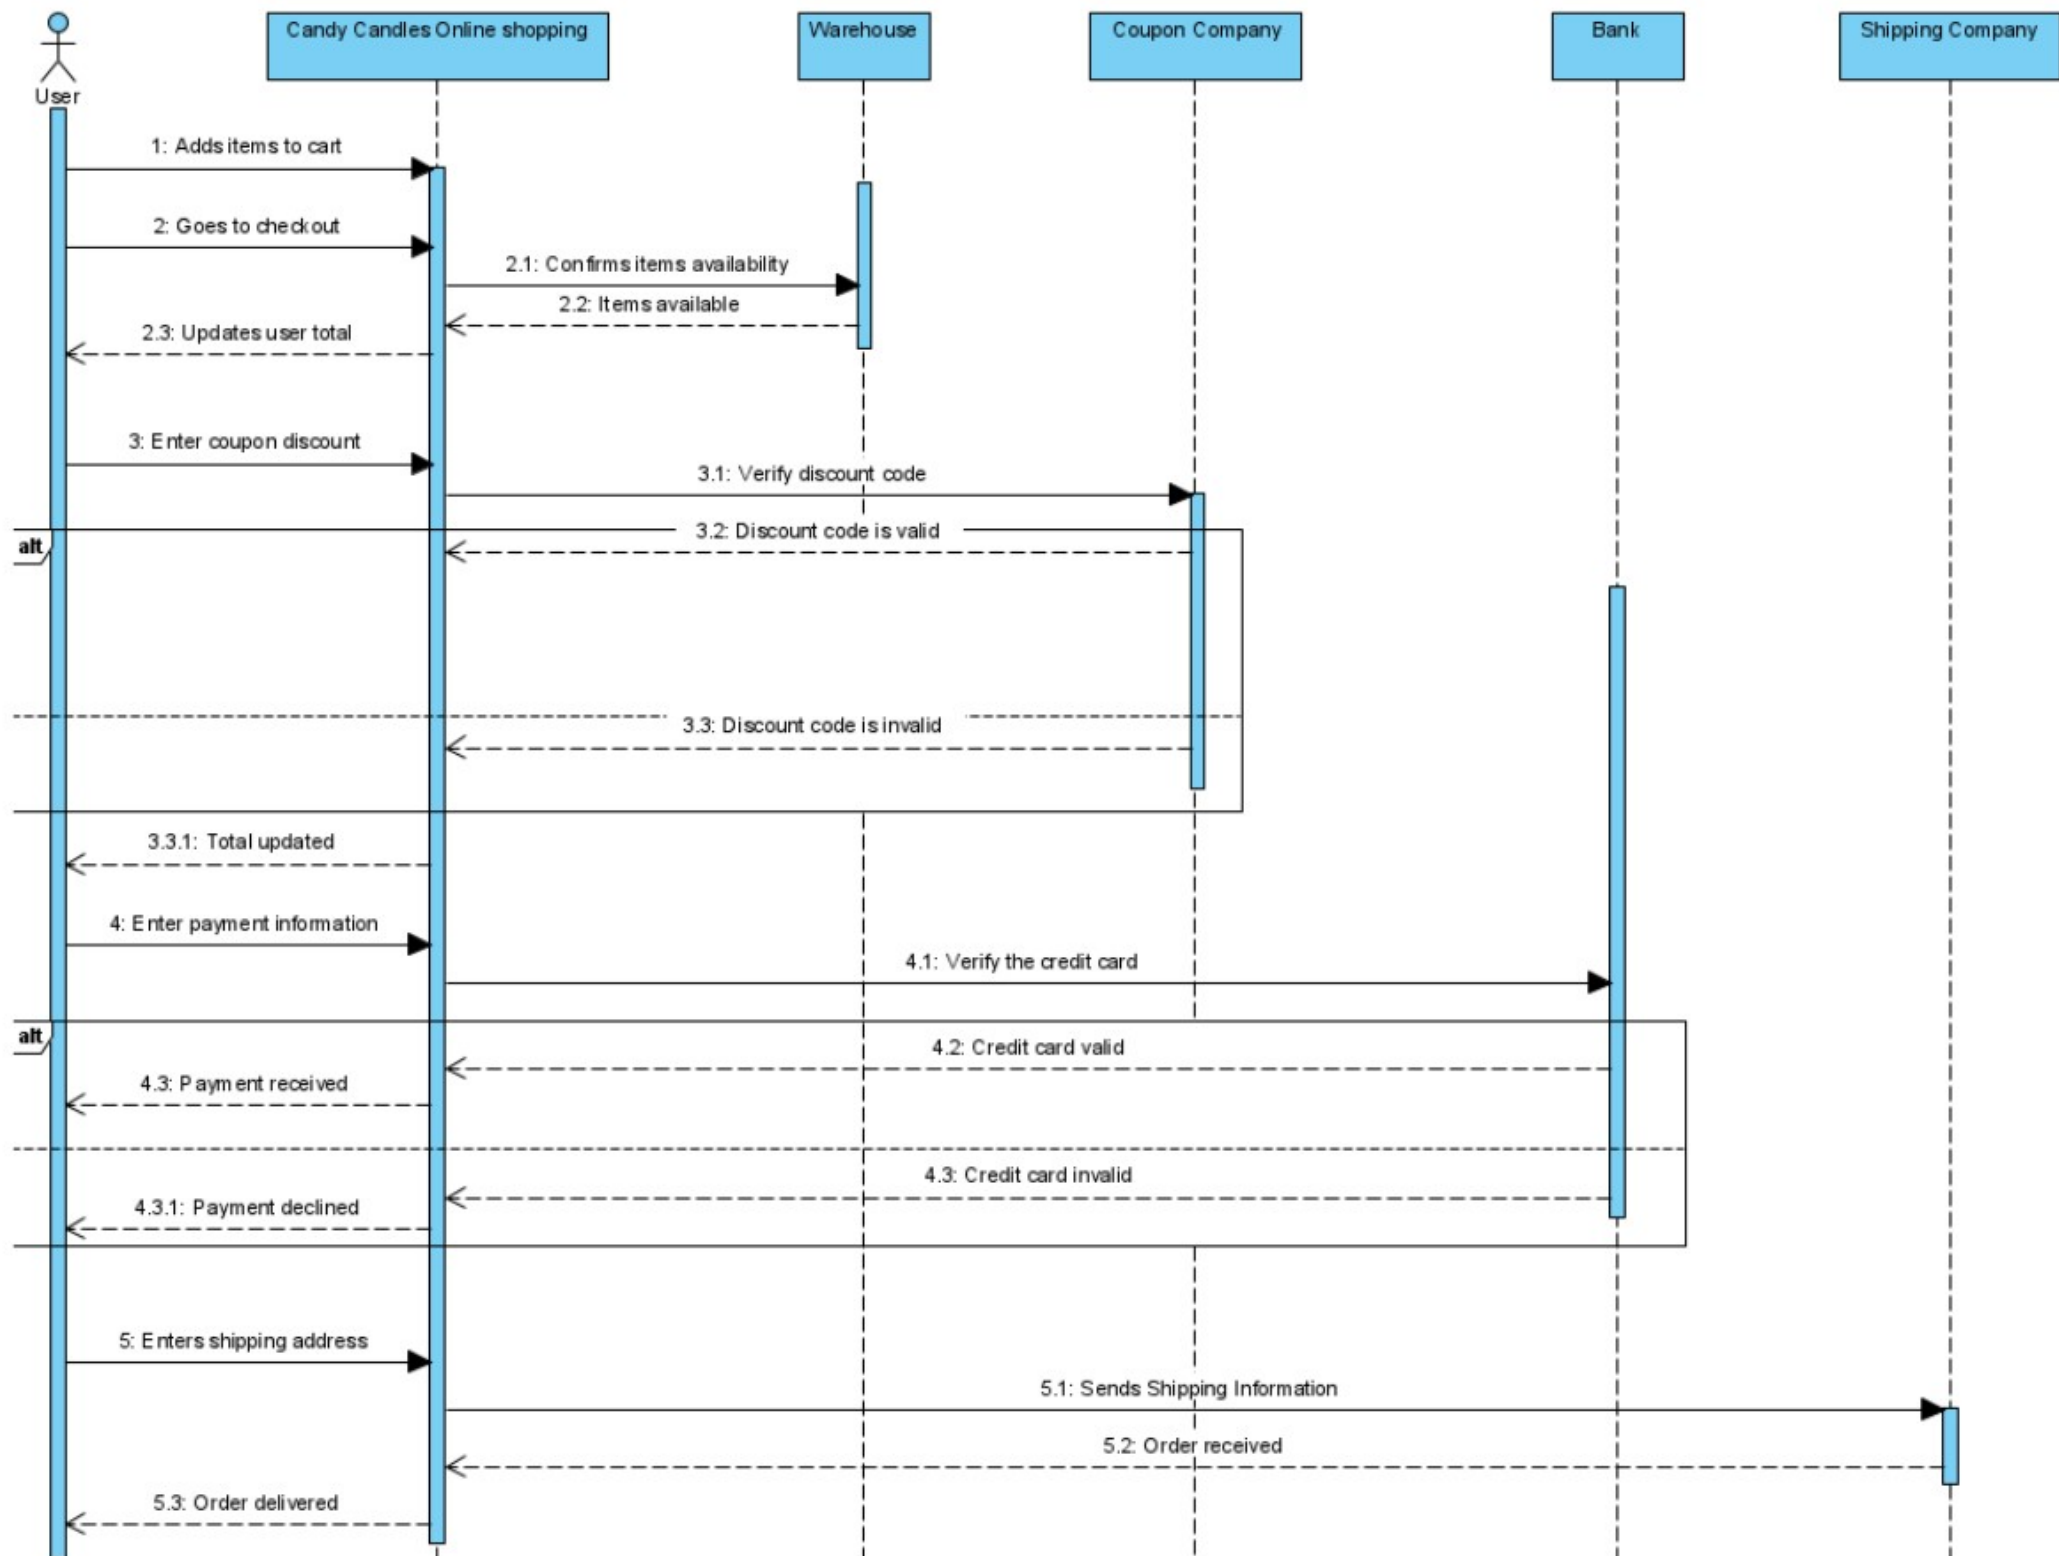 Candy Candles Online shopping
Warehouse
Coupon Company
Bank
Shipping Company
User
1: Adds items to cart
2: Goes to checkout
2.1: Confirms items availability
2.2: Items available
2.3: Updates user total
3: Enter coupon discount
3.1: Verify discount code
alt
3.2: Discount code is valid
3.3: Discount code is invalid
3.3.1: Total updated
4: Enter payment information
4.1: Verify the credit card
alt
4.2: Credit card valid
4.3: Payment received
4.3: Credit card invalid
4.3.1: Payment declined
5: Enters shipping address
5.1: Sends Shipping Information
5.2: Order received
5.3: Order delivered